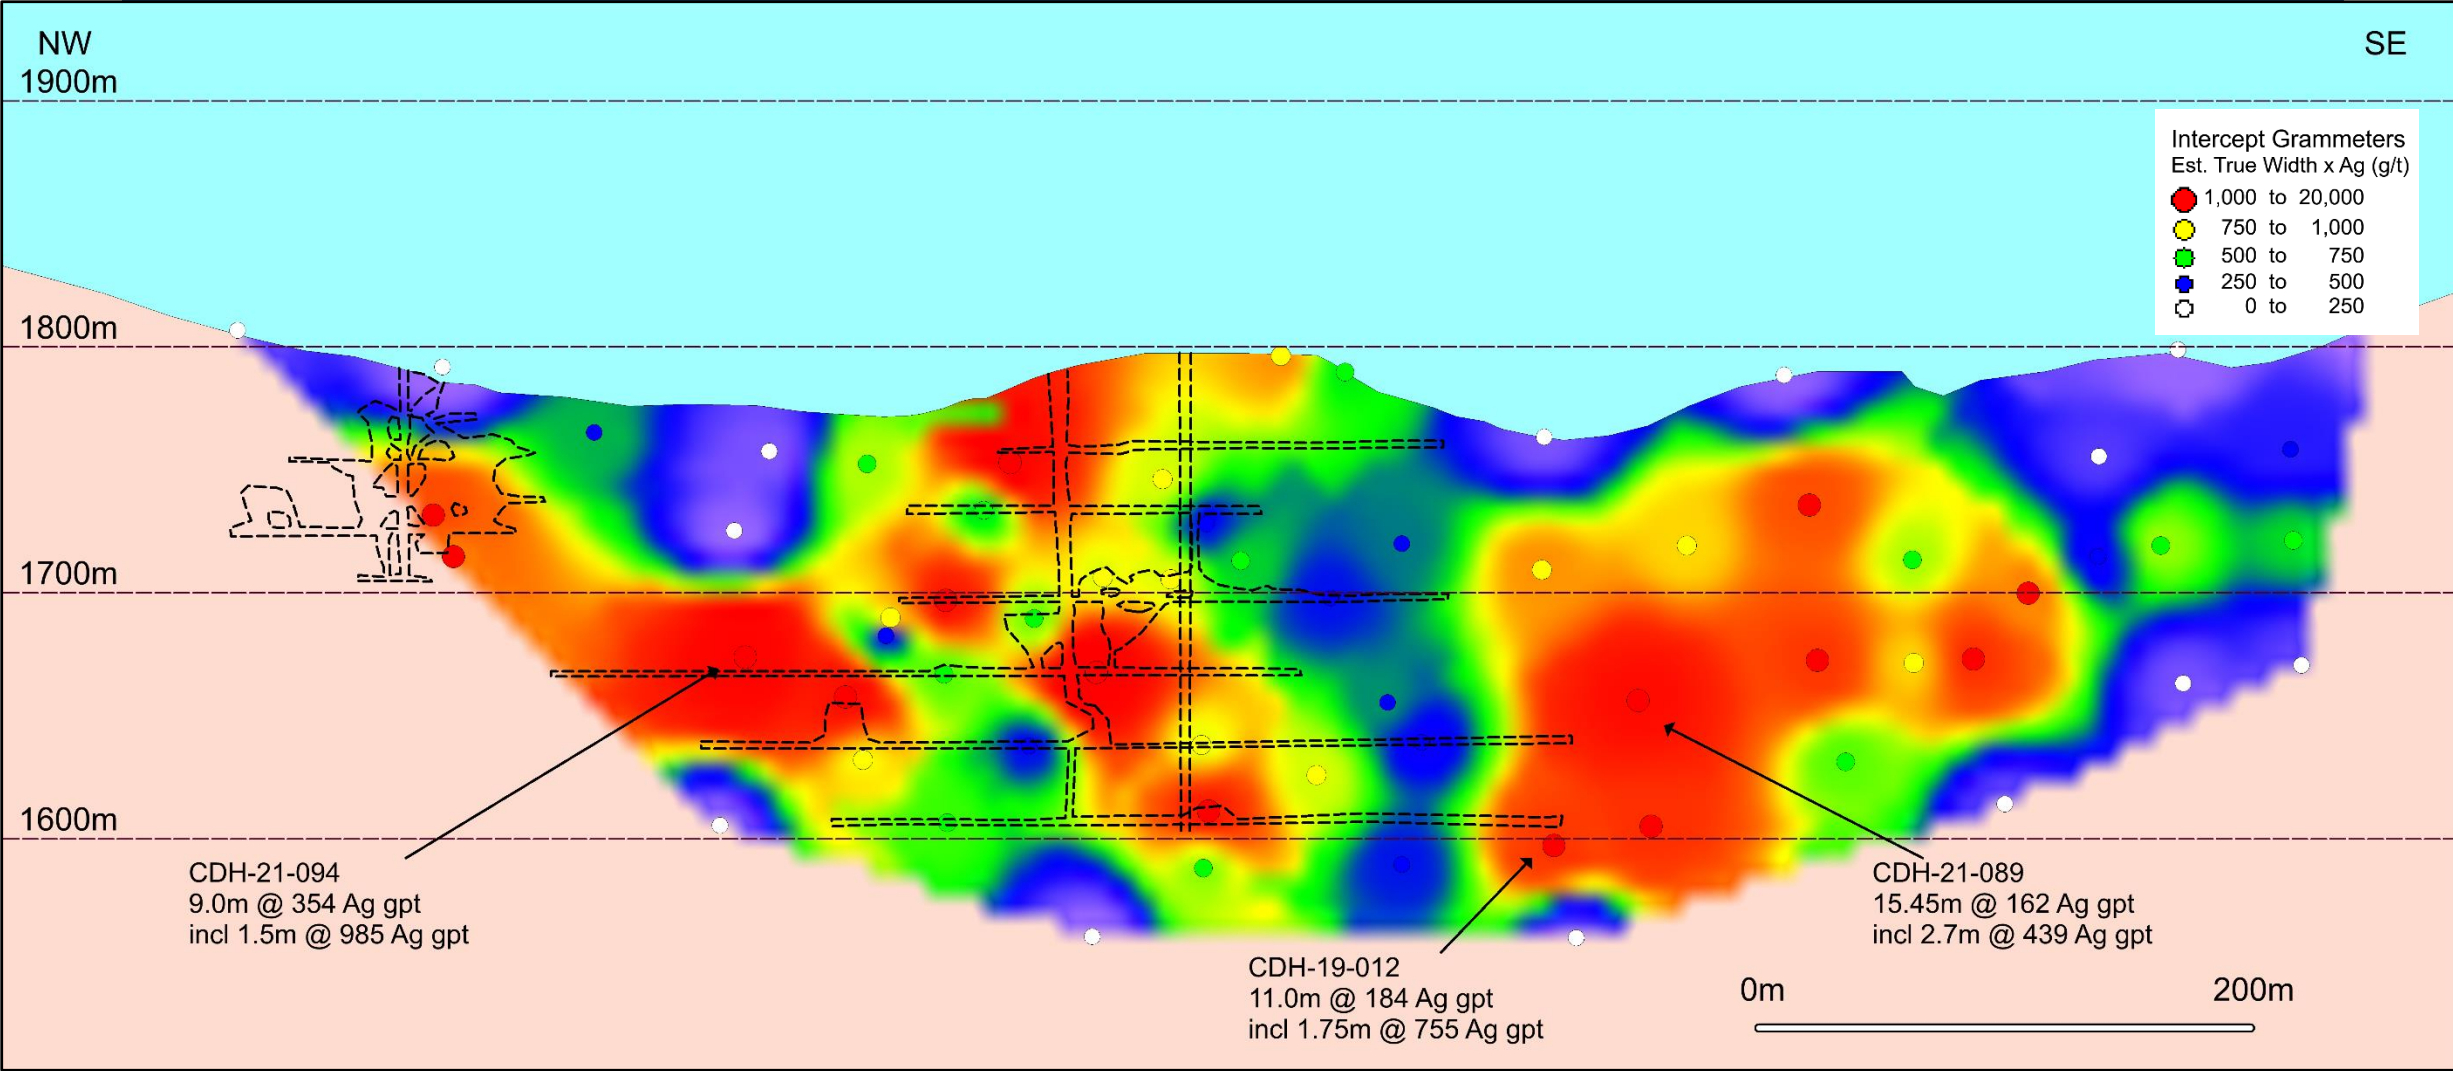 NW
SE
1900m
Intercept Grammeters
Est. True Width x Ag (g/t)
1,000 to 20,000
750 to 1,000
500 to 750
250 to 500
0 to 250
1800m
1700m
1600m
CDH-21-094
9.0m @ 354 Ag gpt
incl 1.5m @ 985 Ag gpt
CDH-21-089
15.45m @ 162 Ag gpt
incl 2.7m @ 439 Ag gpt
CDH-19-012
11.0m @ 184 Ag gpt
incl 1.75m @ 755 Ag gpt
0m 200m